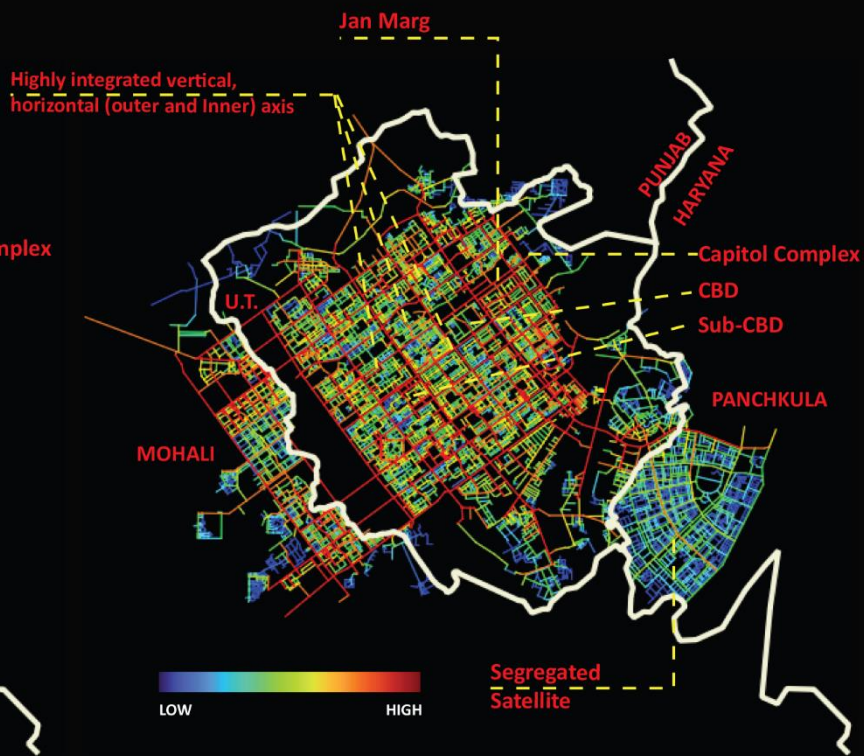 Jan Marg
Highly integrated vertical,
horizontal (outer and Inner) axis
PUNJAB
HARYANA
mplex
Capitol Complex
U.T.
CBD
Sub-CBD
PANCHKULA
MOHALI
Segregated
Satellite
LOW
HIGH